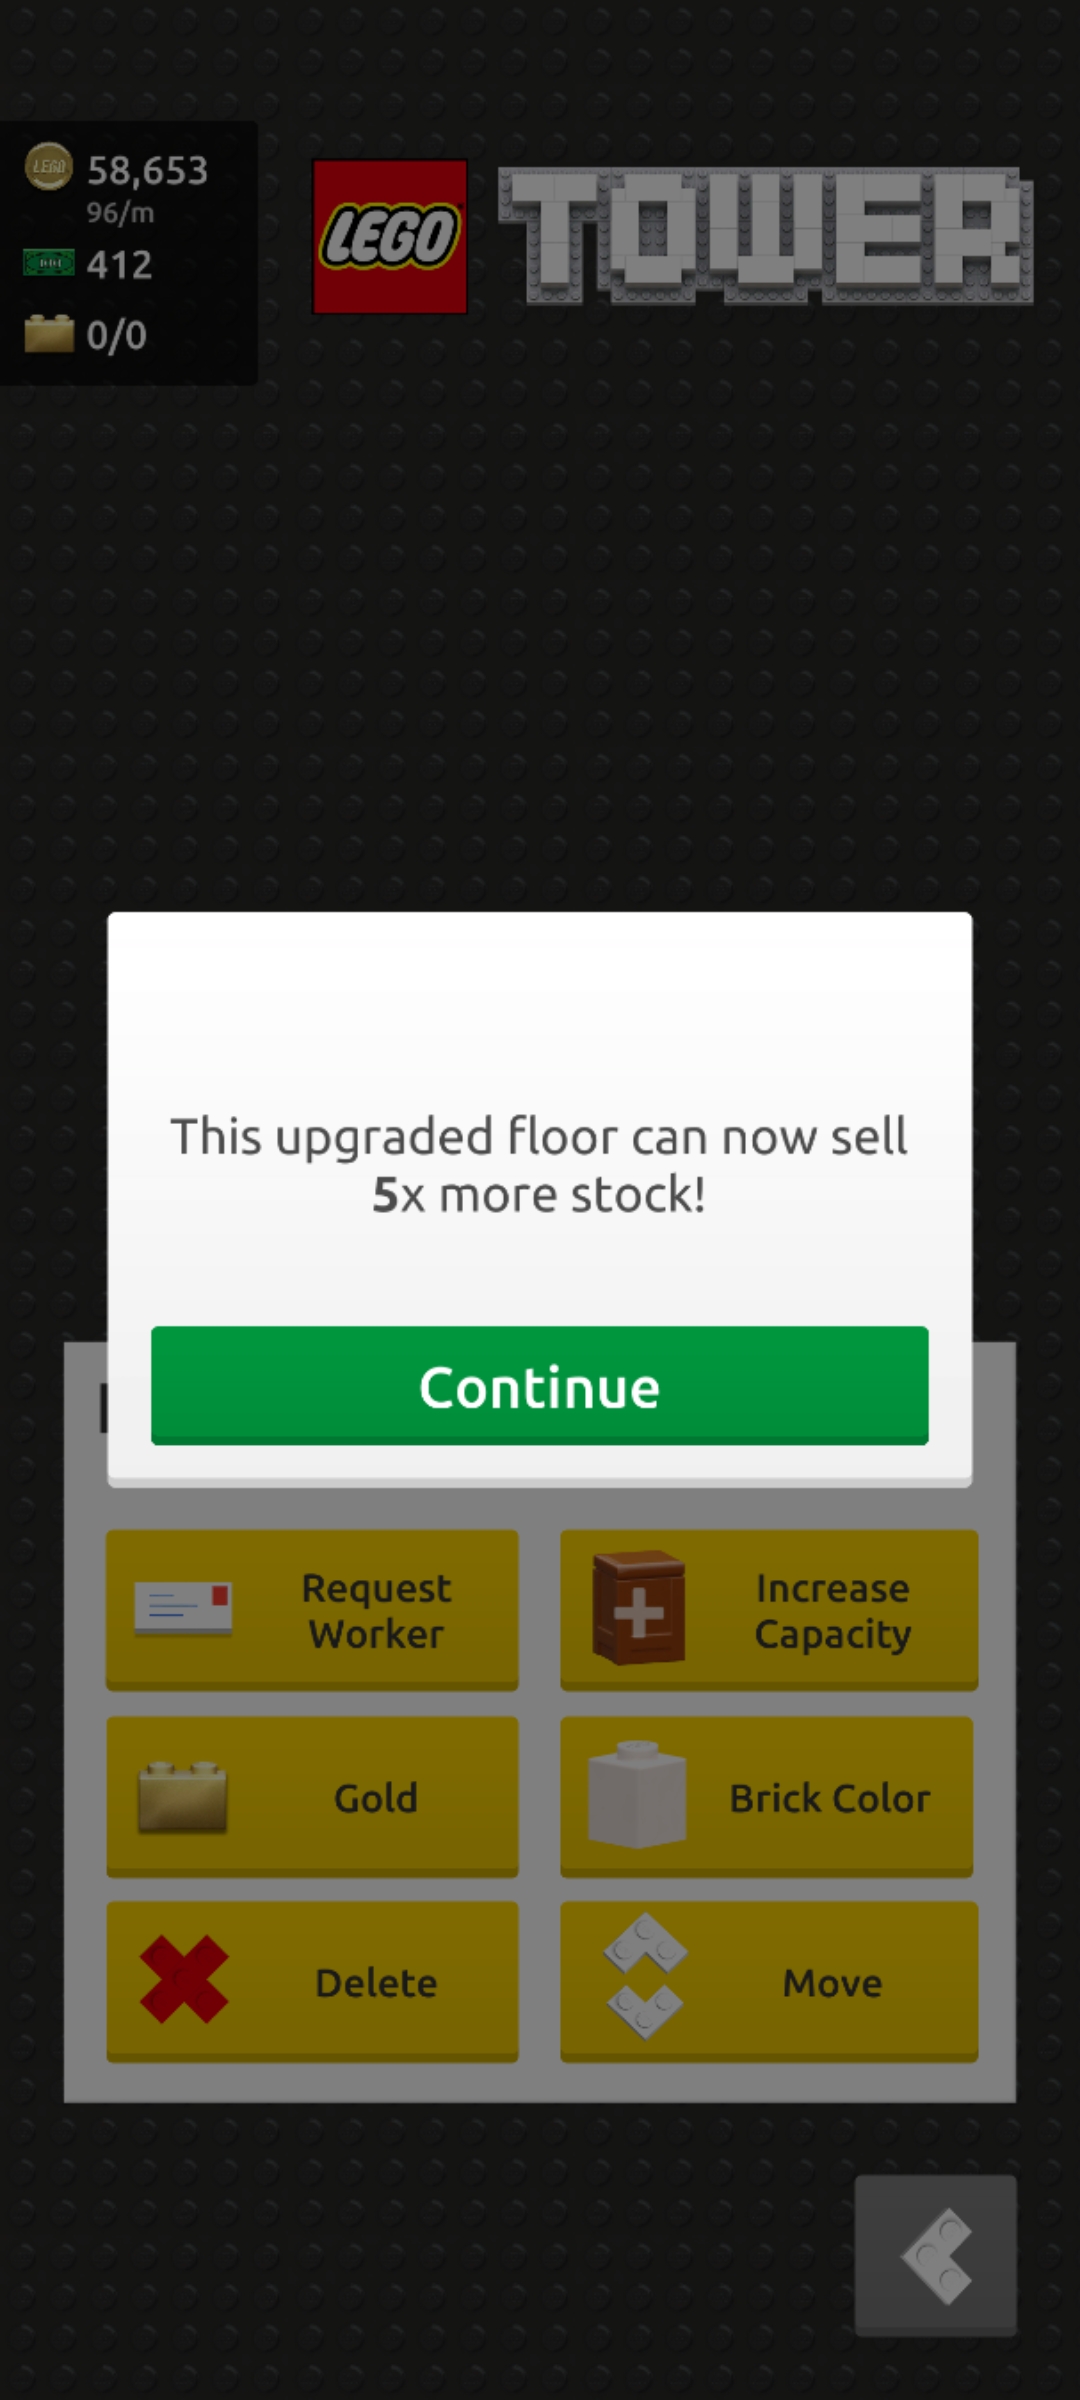 LEGO
58,653
96/m
412
0/0
LEGO
TOWER
This upgraded floor can now sell
5x more stock!
Continue
Request
Worker
Increase
Capacity
Gold
Brick Color
Delete
Move